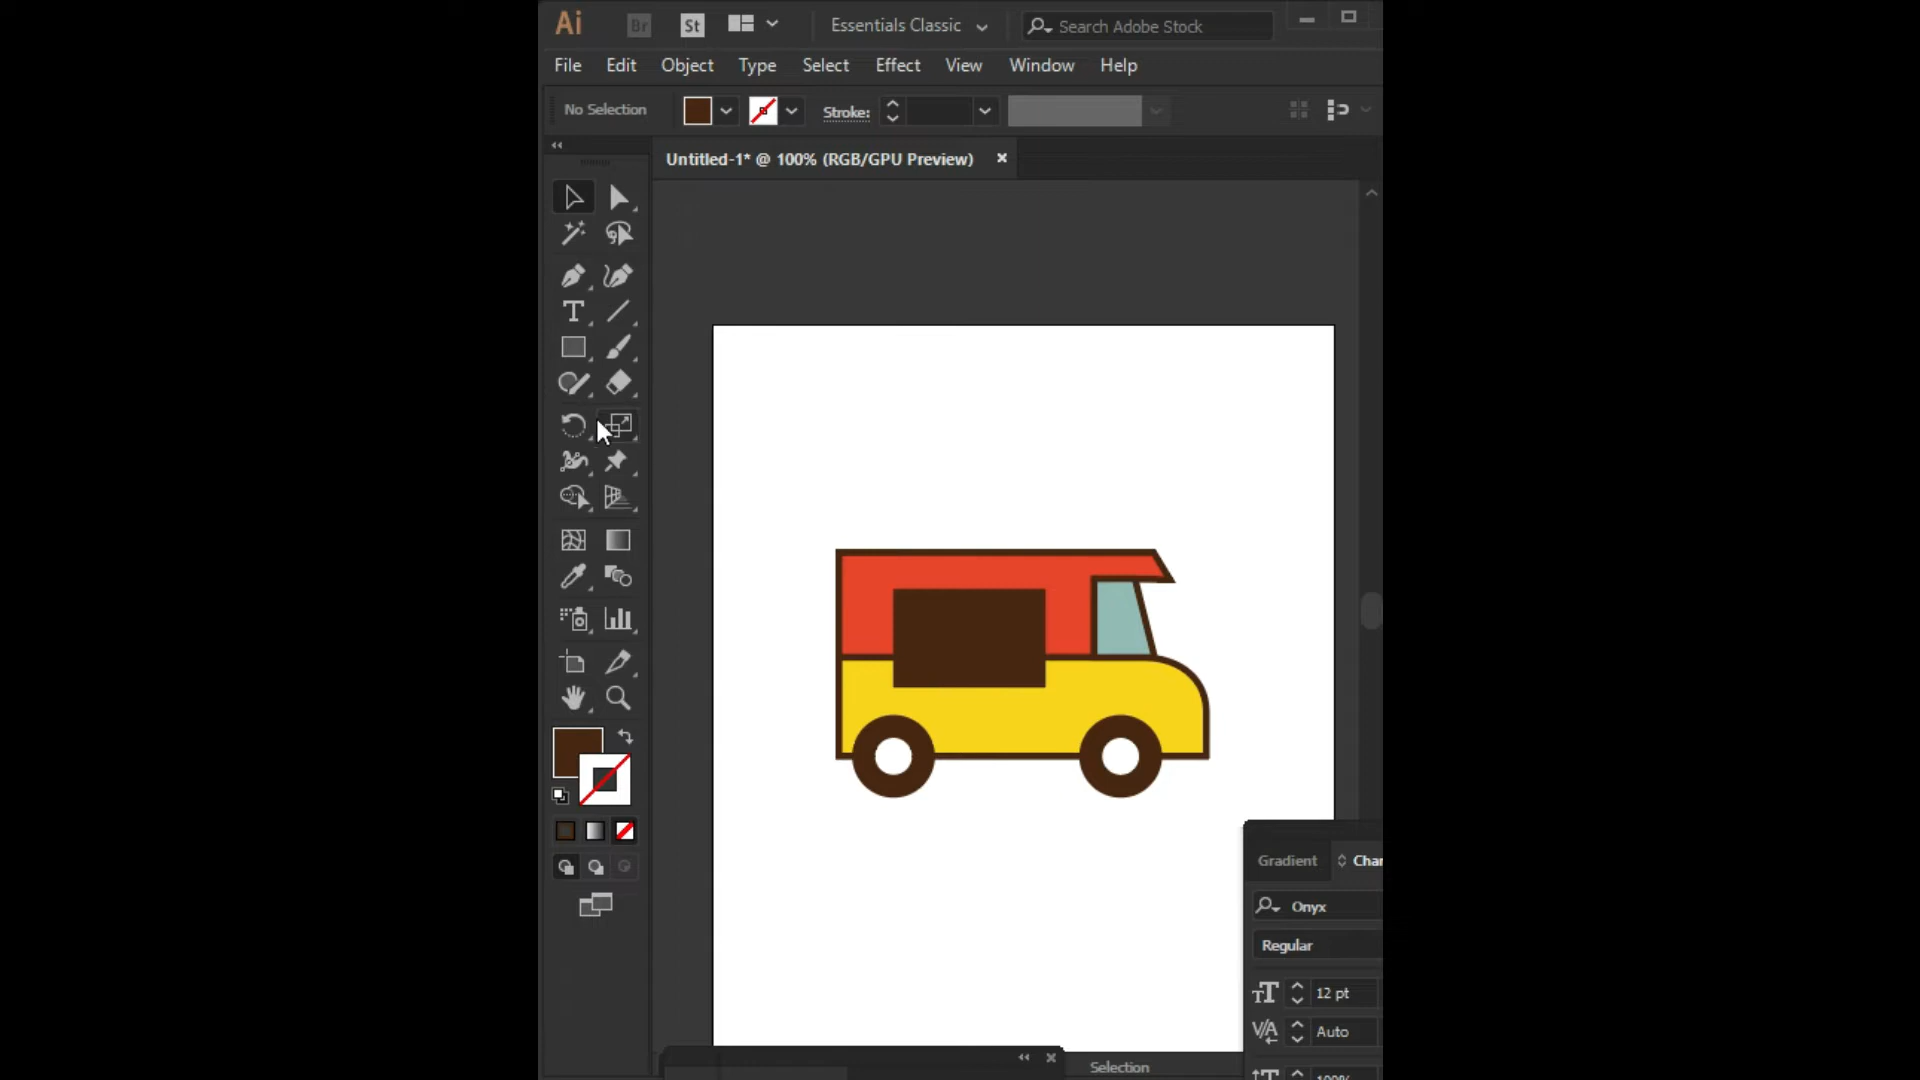 Ai Br St Essentials Classic Search Adobe Stock
File Edit Object Type Select Effect View Window Help
No Selection Stroke:
Untitled-1* @ 100% (RGB/GPU Preview)
Gradient Char
Onyx
Regular
12 pt
Auto
Selection
100%